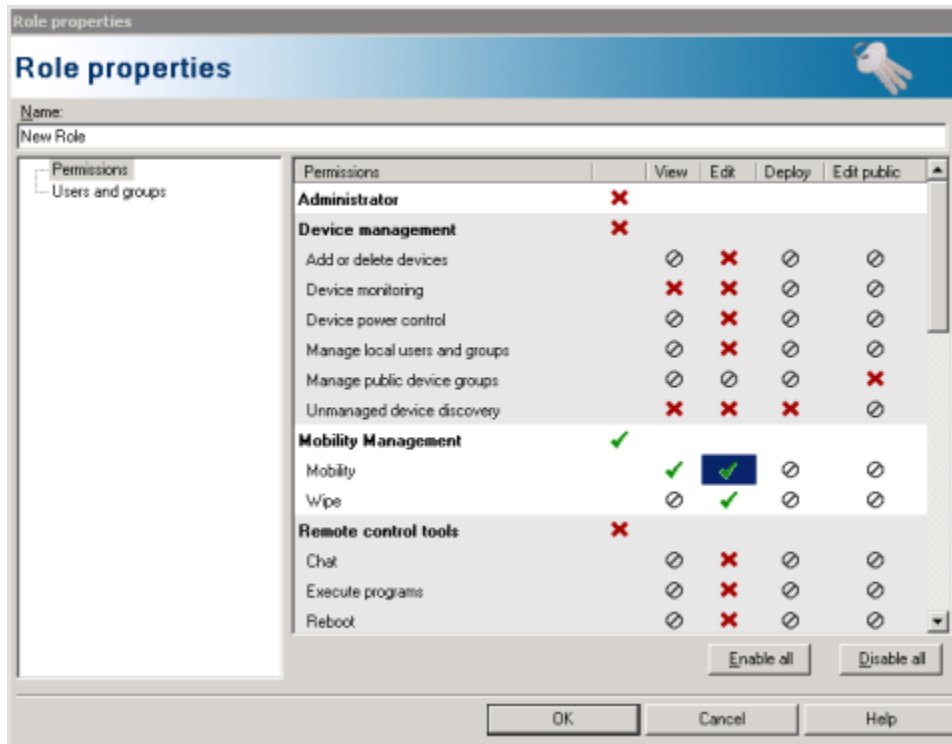 Role properties
Role properties
Name:
New Role
Permissions
Users and groups
Permissions View Edit Deploy Edit public
Administrator
Device management
Add or delete devices
Device monitoring
Device power control
Manage local users and groups
Manage public device groups
Unmanaged device discovery
Mobility Management
Mobility
Wipe
Remote control tools
Chat
Execute programs
Reboot
Enable all Disable all
OK Cancel Help